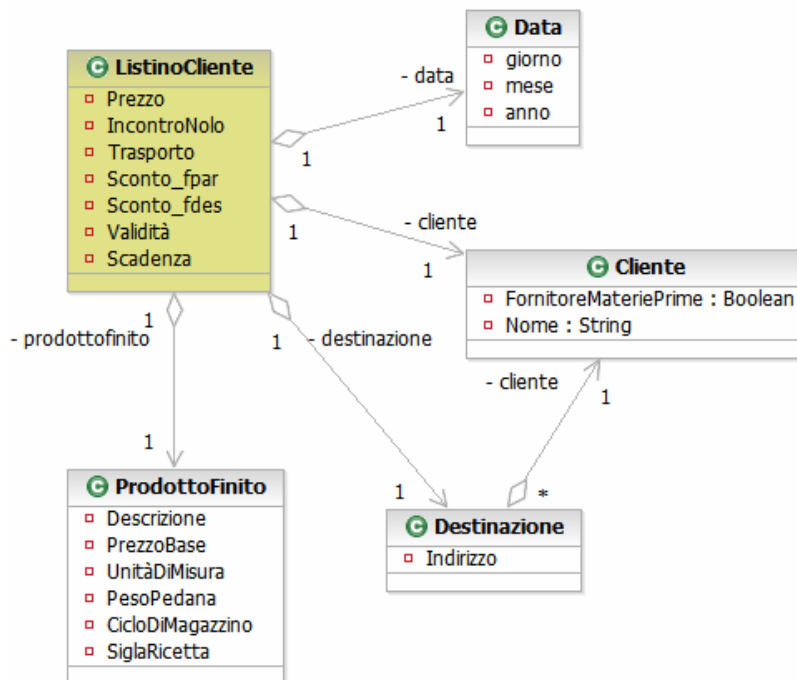 ListinoCliente
Prezzo
IncontroNolo
Trasporto
Sconto_fpar
Sconto_fdes
Validità
Scadenza
Data
giorno
mese
anno
- data
1
1
- cliente
1
1
Cliente
FornitoreMateriePrime : Boolean
Nome : String
1
- prodottofinito
1
1
- destinazione
1
- cliente
1
*
ProdottoFinito
Descrizione
PrezzoBase
UnitàDiMisura
PesoPedana
CicloDiMagazzino
SiglaRicetta
1
Destinazione
Indirizzo